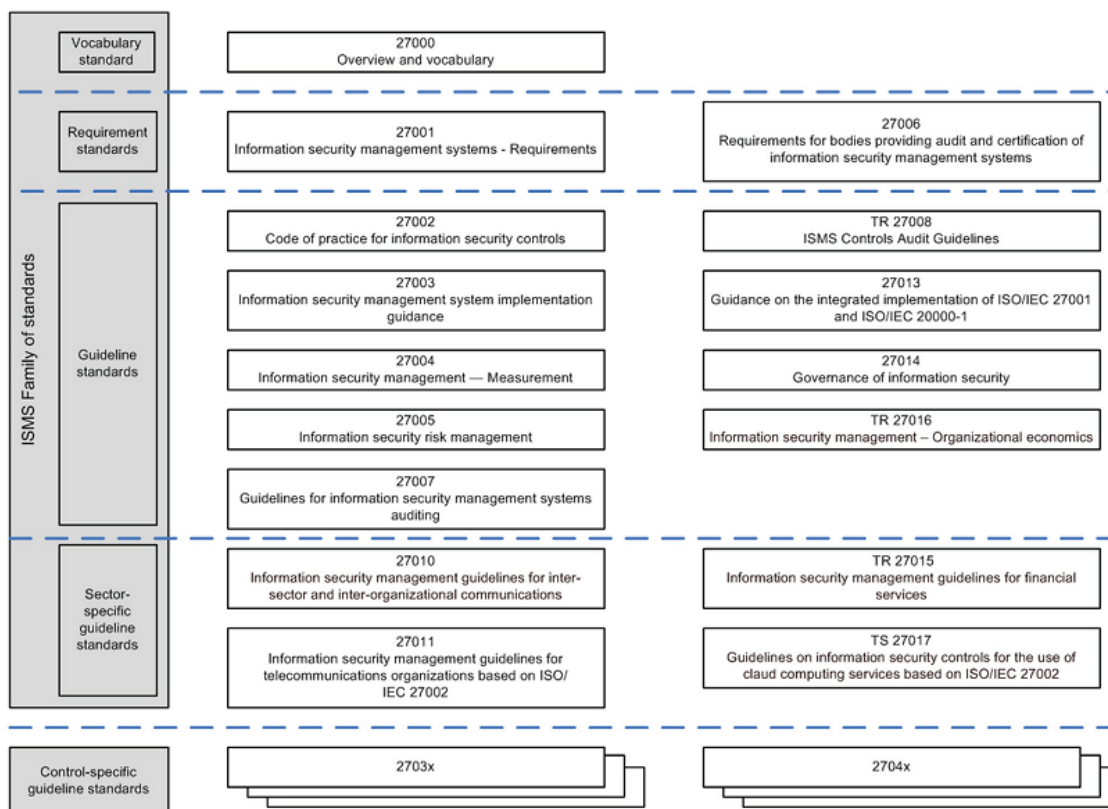 Vocabulary
standard
27000
Overview and vocabulary
Requirement
standards
27001
Information security management systems - Requirements
27006
Requirements for bodies providing audit and certification of
information security management systems
ISMS Family of standards
Guideline
standards
27002
Code of practice for information security controls
TR 27008
ISMS Controls Audit Guidelines
27003
Information security management system implementation
guidance
27013
Guidance on the integrated implementation of ISO/IEC 27001
and ISO/IEC 20000-1
27004
Information security management — Measurement
27014
Governance of information security
27005
Information security risk management
TR 27016
Information security management – Organizational economics
27007
Guidelines for information security management systems
auditing
Sector-
specific
guideline
standards
27010
Information security management guidelines for inter-
sector and inter-organizational communications
TR 27015
Information security management guidelines for financial
services
27011
Information security management guidelines for
telecommunications organizations based on ISO/
IEC 27002
TS 27017
Guidelines on information security controls for the use of
claud computing services based on ISO/IEC 27002
Control-specific
guideline standards
2703x
2704x